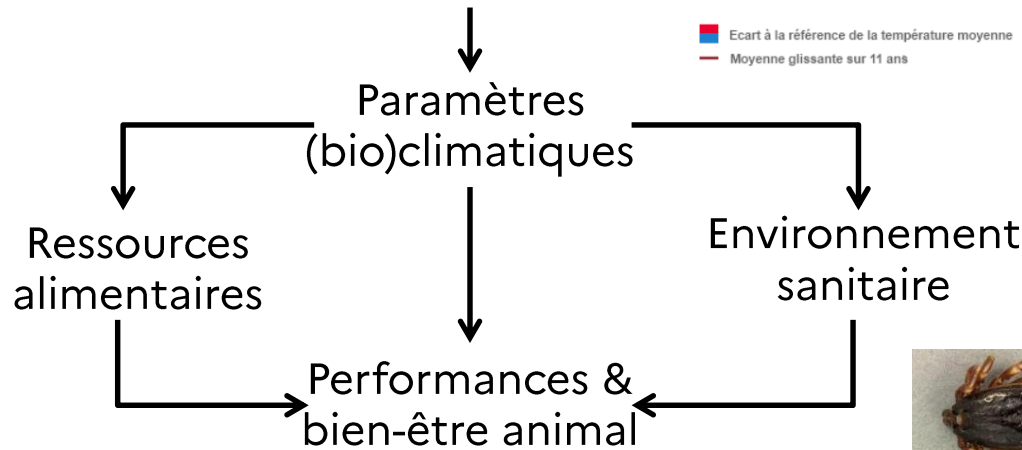 Ecart à la référence de la température moyenne
Moyenne glissante sur 11 ans
Paramètres
(bio)climatiques
Ressources
alimentaires
Environnement
sanitaire
Performances &
bien-être animal